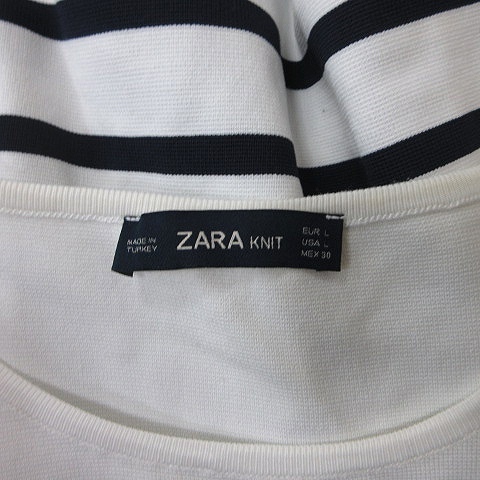 MADE IN
TURKEY
ZARA KNIT
EUR L
USA L
MEX 30